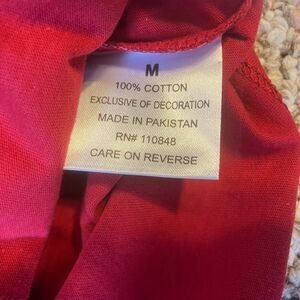 M
100% COTTON
EXCLUSIVE OF DECORATION
MADE IN PAKISTAN
RN# 110848
CARE ON REVERSE